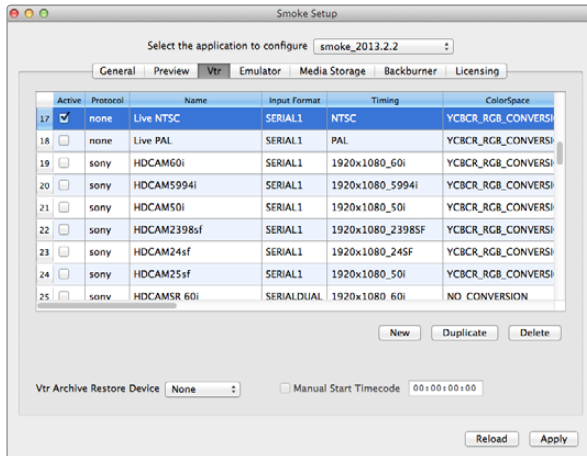 Smoke Setup
Select the application to configure smoke_2013.2.2
General Preview Vtr Emulator Media Storage Backburner Licensing
Active Protocol Name Input Format Timing ColorSpace
17 none Live NTSC SERIAL1 NTSC YCBCR_RGB_CONVERSI
18 none Live PAL SERIAL1 PAL YCBCR_RGB_CONVERSI
19 sony HDCAM60i SERIAL1 1920x1080_60i YCBCR_RGB_CONVERSI
20 sony HDCAM5994i SERIAL1 1920x1080_5994i YCBCR_RGB_CONVERSI
21 sony HDCAM50i SERIAL1 1920x1080_50i YCBCR_RGB_CONVERSI
22 sony HDCAM2398sf SERIAL1 1920x1080_2398SF YCBCR_RGB_CONVERSI
23 sony HDCAM24sf SERIAL1 1920x1080_24SF YCBCR_RGB_CONVERSI
24 sony HDCAM25sf SERIAL1 1920x1080_50i YCBCR_RGB_CONVERSI
25 sony HDCAMSR 60i SERIALDUAL 1920x1080 60i NO CONVERSION
New Duplicate Delete
Vtr Archive Restore Device None Manual Start Timecode 00:00:00:00
Reload Apply